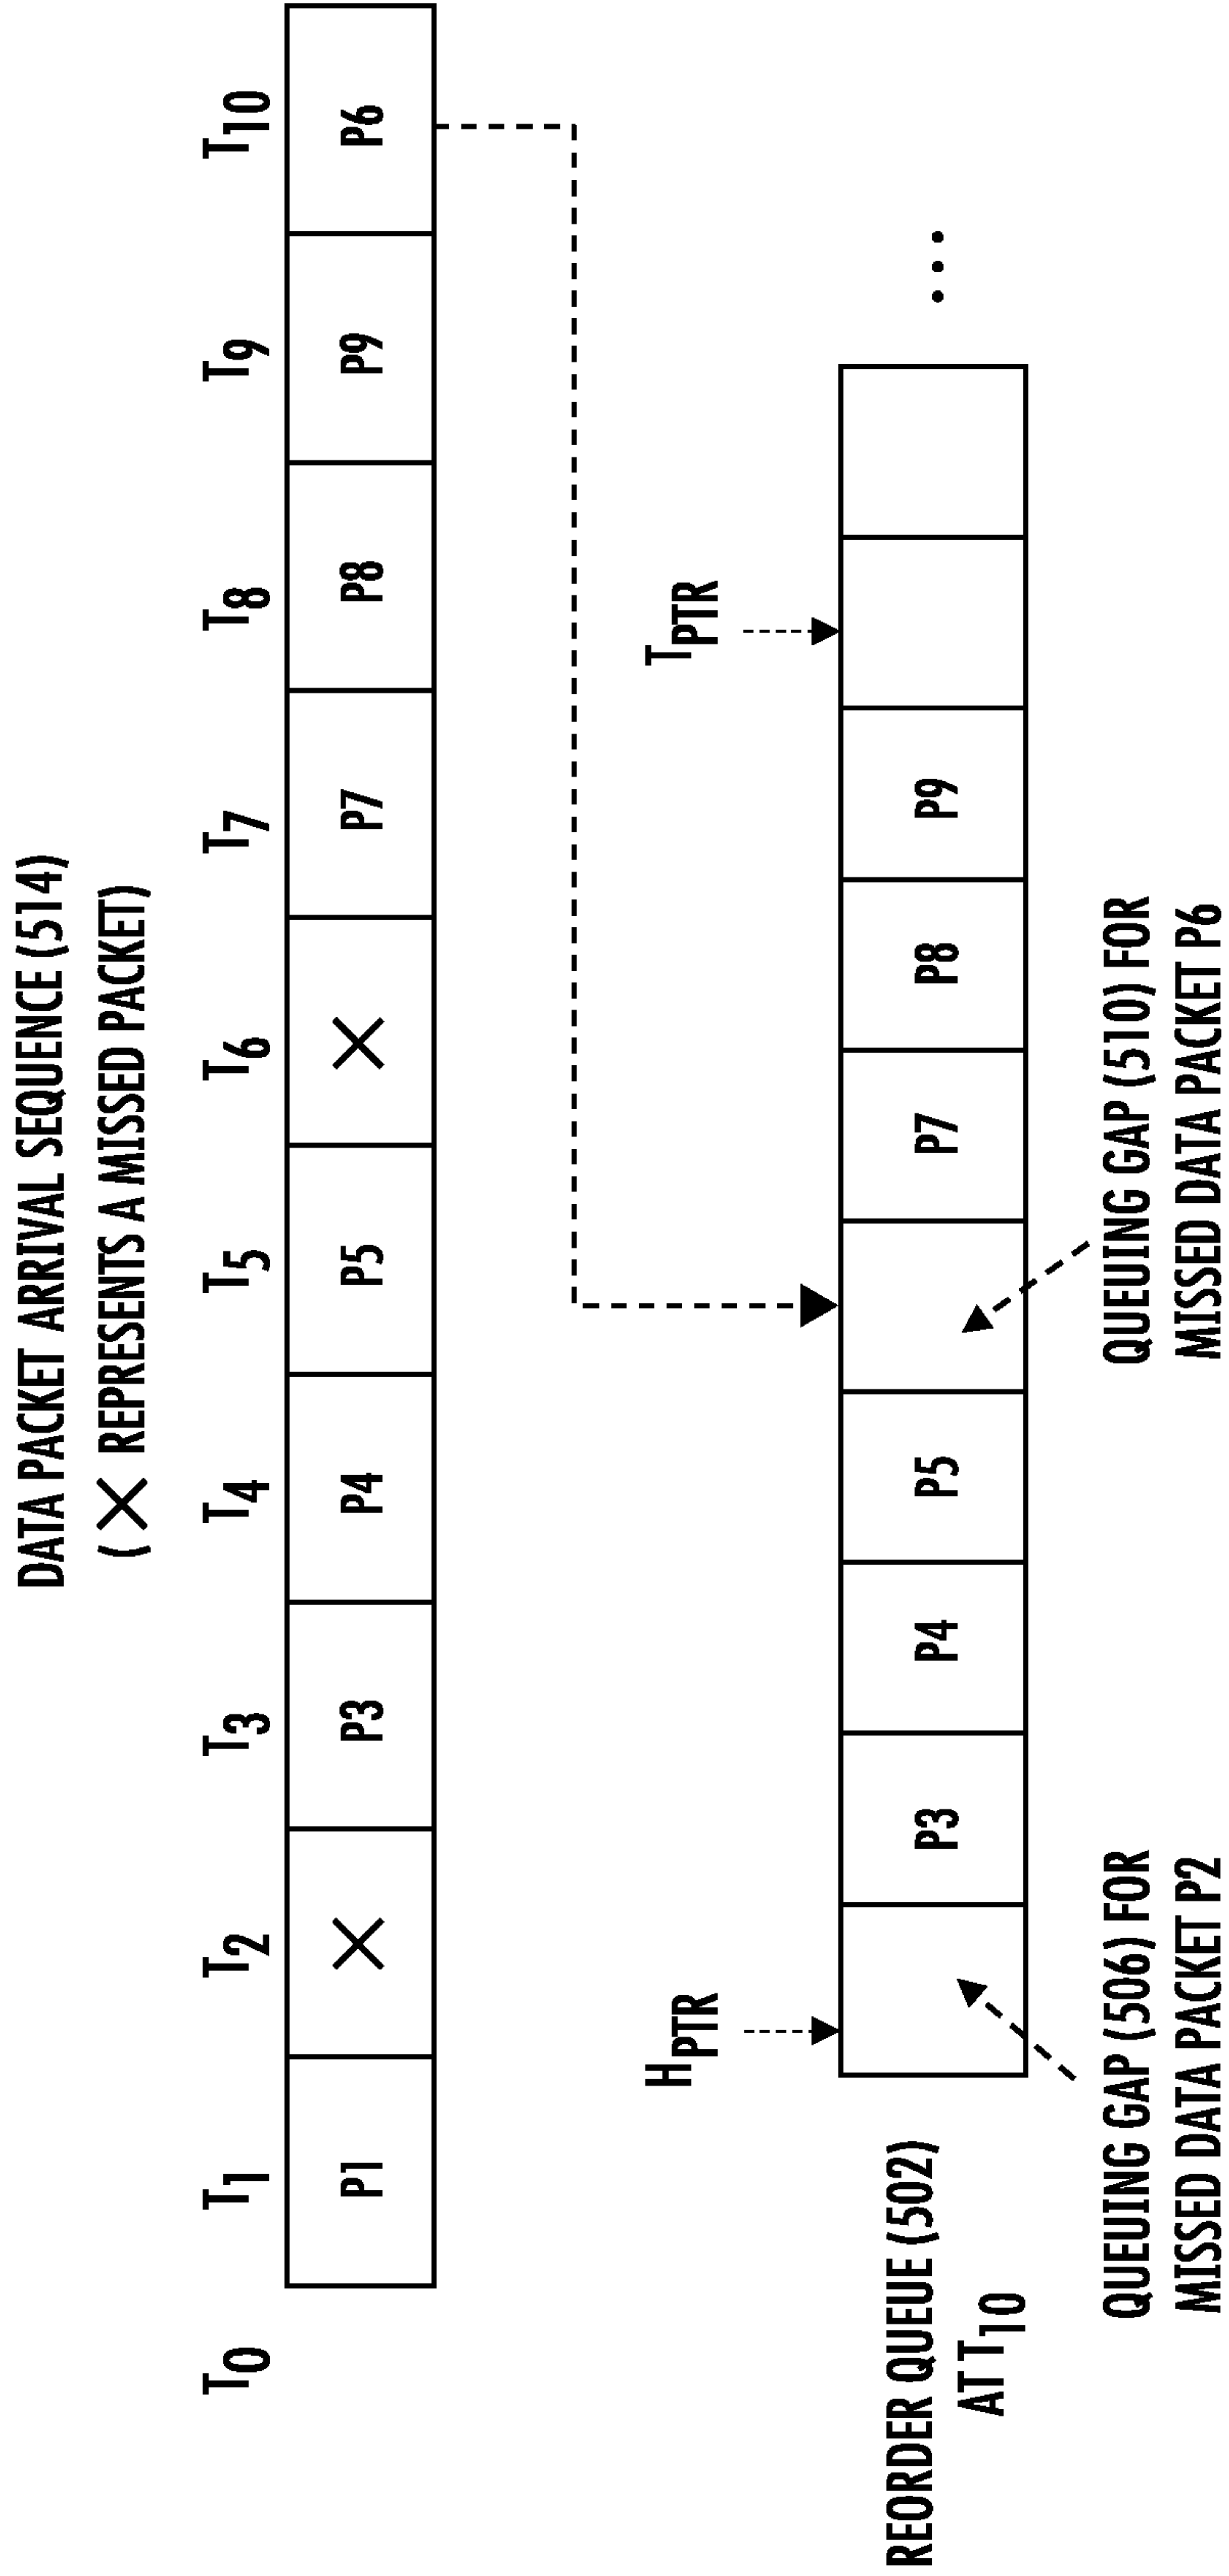 DATA PACKET ARRIVAL SEQUENCE (514)
(× REPRESENTS A MISSED PACKET)
T0 T1 T2 T3 T4 T5 T6 T7 T8 T9 T10
P1 × P3 P4 P5 × P7 P8 P9 P6
HPTR TPTR
REORDER QUEUE (502)
AT T10
P3 P4 P5 P7 P8 P9 ...
QUEUING GAP (506) FOR
MISSED DATA PACKET P2
QUEUING GAP (510) FOR
MISSED DATA PACKET P6